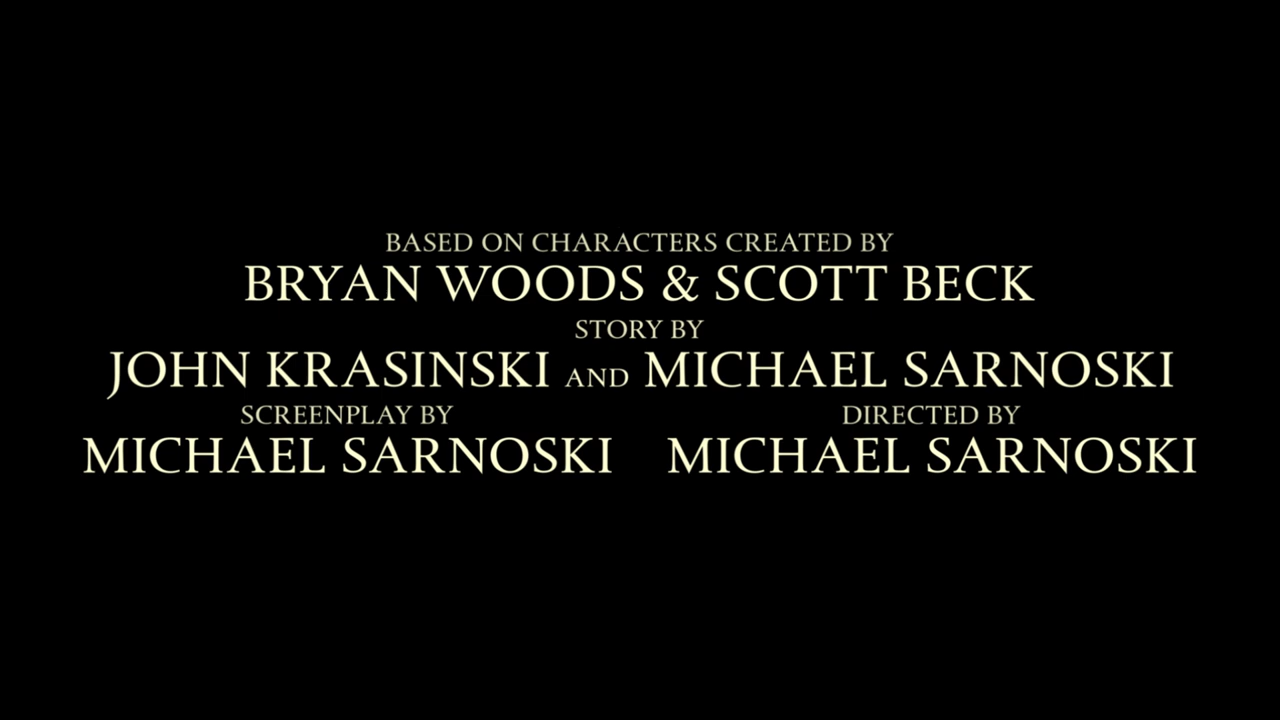 BASED ON CHARACTERS CREATED BY
BRYAN WOODS & SCOTT BECK
STORY BY
JOHN KRASINSKI AND MICHAEL SARNOSKI
SCREENPLAY BY DIRECTED BY
MICHAEL SARNOSKI MICHAEL SARNOSKI